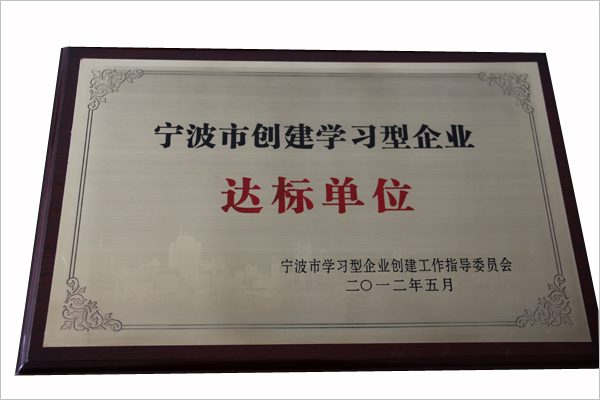 宁波市创建学习型企业
达标单位
宁波市学习型企业创建工作指导委员会
二〇一二年五月